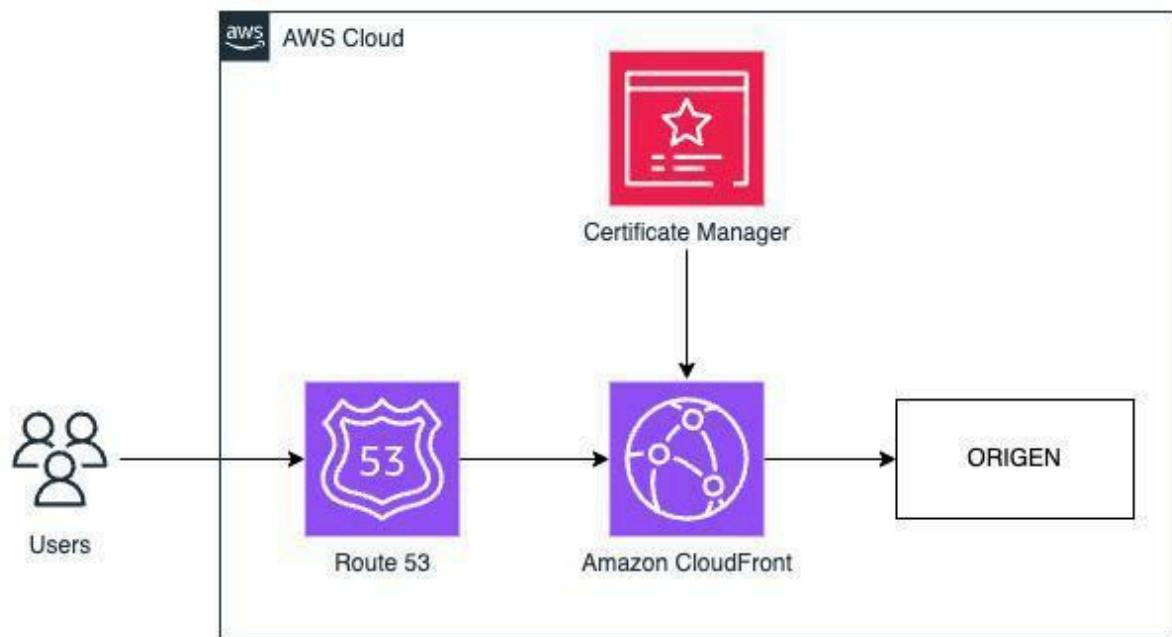 aws
AWS Cloud
Certificate Manager
53
ORIGEN
Users
Route 53
Amazon CloudFront